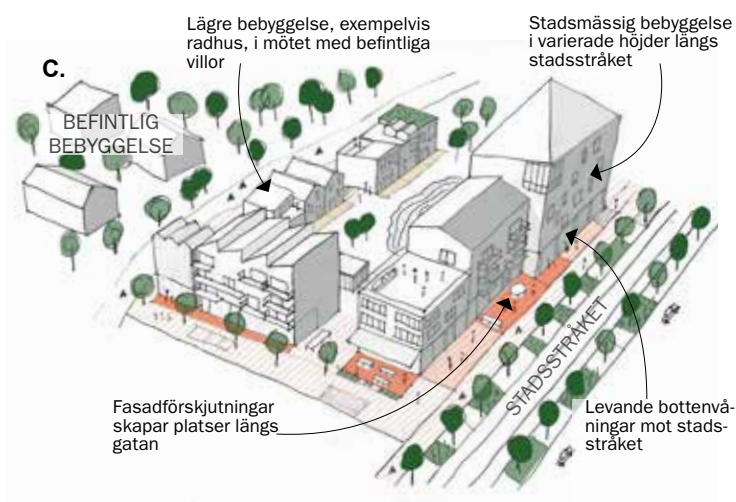 Lägre bebyggelse, exempelvis
radhus, i mötet med befintliga
villor
Stadsmässig bebyggelse
i varierade höjder längs
stadsstråket
C.
BEFINTLIG
BEBYGGELSE
STADSSTRÅKET
Fasadförskjutningar
skapar platser längs
gatan
Levande bottenvå-
ningar mot stads-
stråket